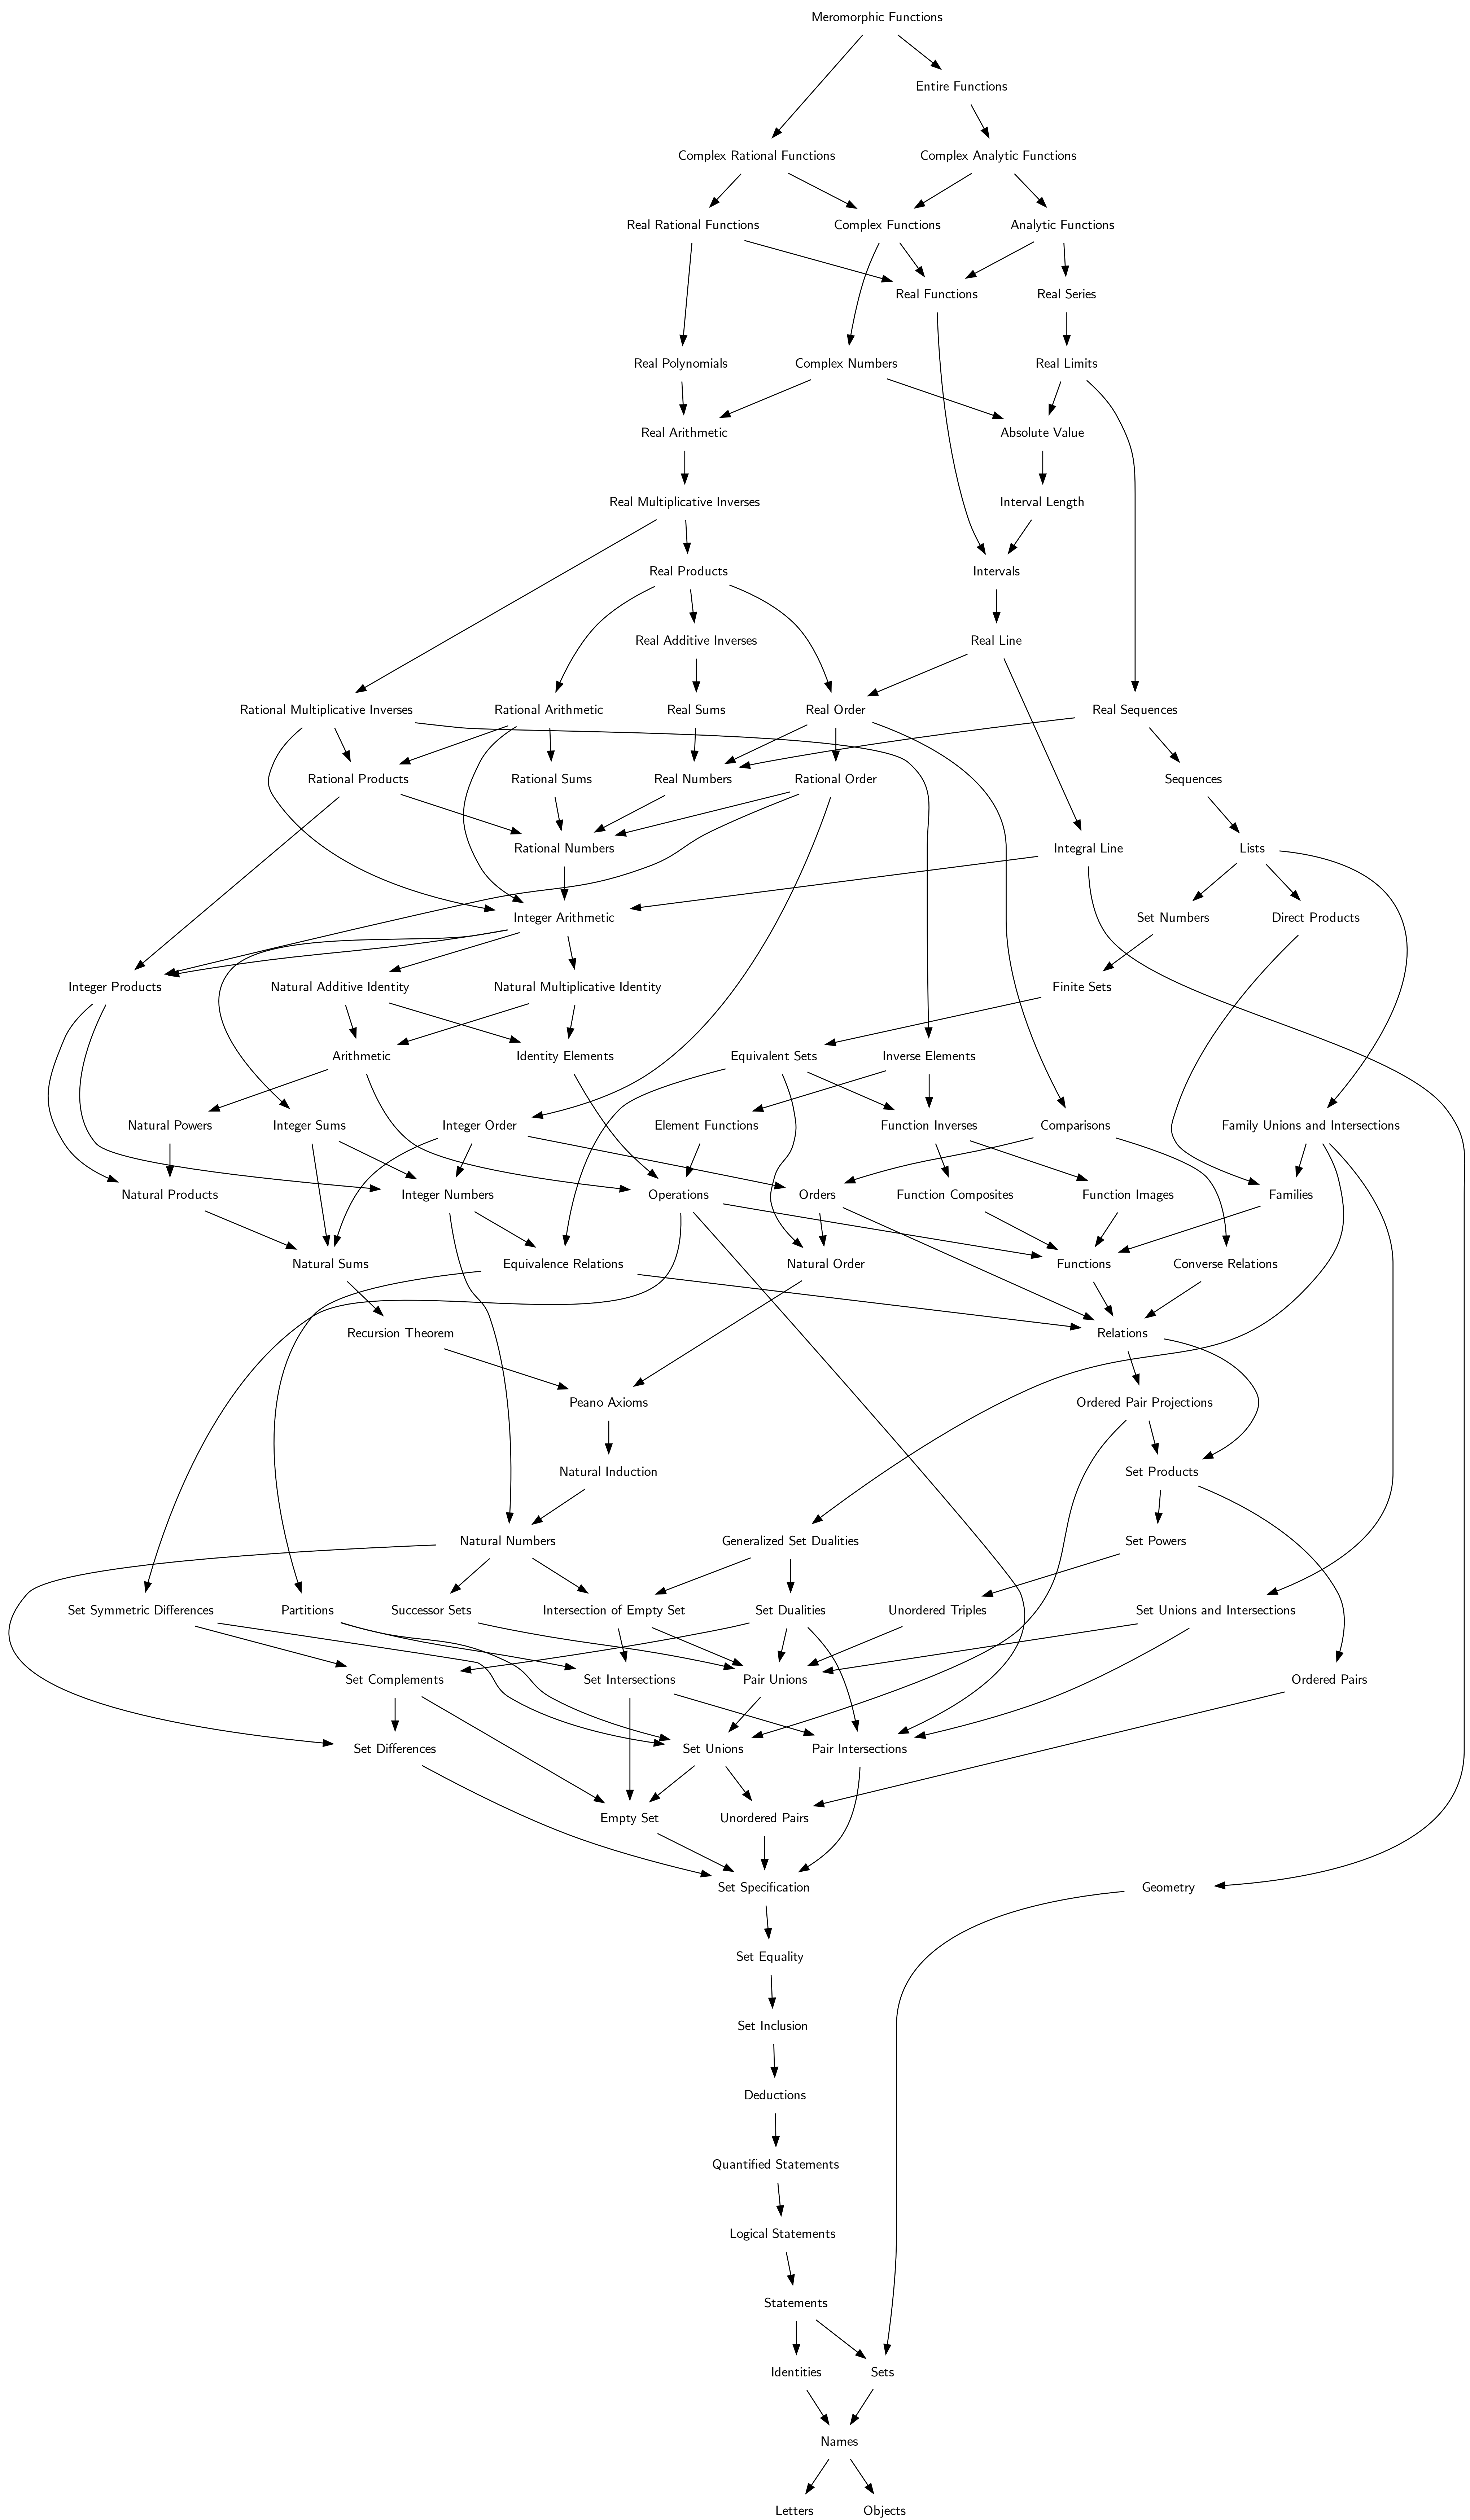 Meromorphic Functions
Entire Functions
Complex Rational Functions
Complex Analytic Functions
Real Rational Functions
Complex Functions
Analytic Functions
Real Functions
Real Series
Real Polynomials
Complex Numbers
Real Limits
Real Arithmetic
Absolute Value
Real Multiplicative Inverses
Interval Length
Real Products
Intervals
Real Additive Inverses
Real Line
Rational Multiplicative Inverses
Rational Arithmetic
Real Sums
Real Order
Real Sequences
Rational Products
Rational Sums
Real Numbers
Rational Order
Sequences
Rational Numbers
Integral Line
Lists
Integer Arithmetic
Set Numbers
Direct Products
Integer Products
Natural Additive Identity
Natural Multiplicative Identity
Finite Sets
Arithmetic
Identity Elements
Equivalent Sets
Inverse Elements
Natural Powers
Integer Sums
Integer Order
Element Functions
Function Inverses
Comparisons
Family Unions and Intersections
Natural Products
Integer Numbers
Operations
Orders
Function Composites
Function Images
Families
Natural Sums
Equivalence Relations
Natural Order
Functions
Converse Relations
Recursion Theorem
Relations
Peano Axioms
Ordered Pair Projections
Natural Induction
Set Products
Natural Numbers
Generalized Set Dualities
Set Powers
Set Symmetric Differences
Partitions
Successor Sets
Intersection of Empty Set
Set Dualities
Unordered Triples
Set Unions and Intersections
Set Complements
Set Intersections
Pair Unions
Ordered Pairs
Set Differences
Set Unions
Pair Intersections
Empty Set
Unordered Pairs
Set Specification
Geometry
Set Equality
Set Inclusion
Deductions
Quantified Statements
Logical Statements
Statements
Identities
Sets
Names
Letters
Objects